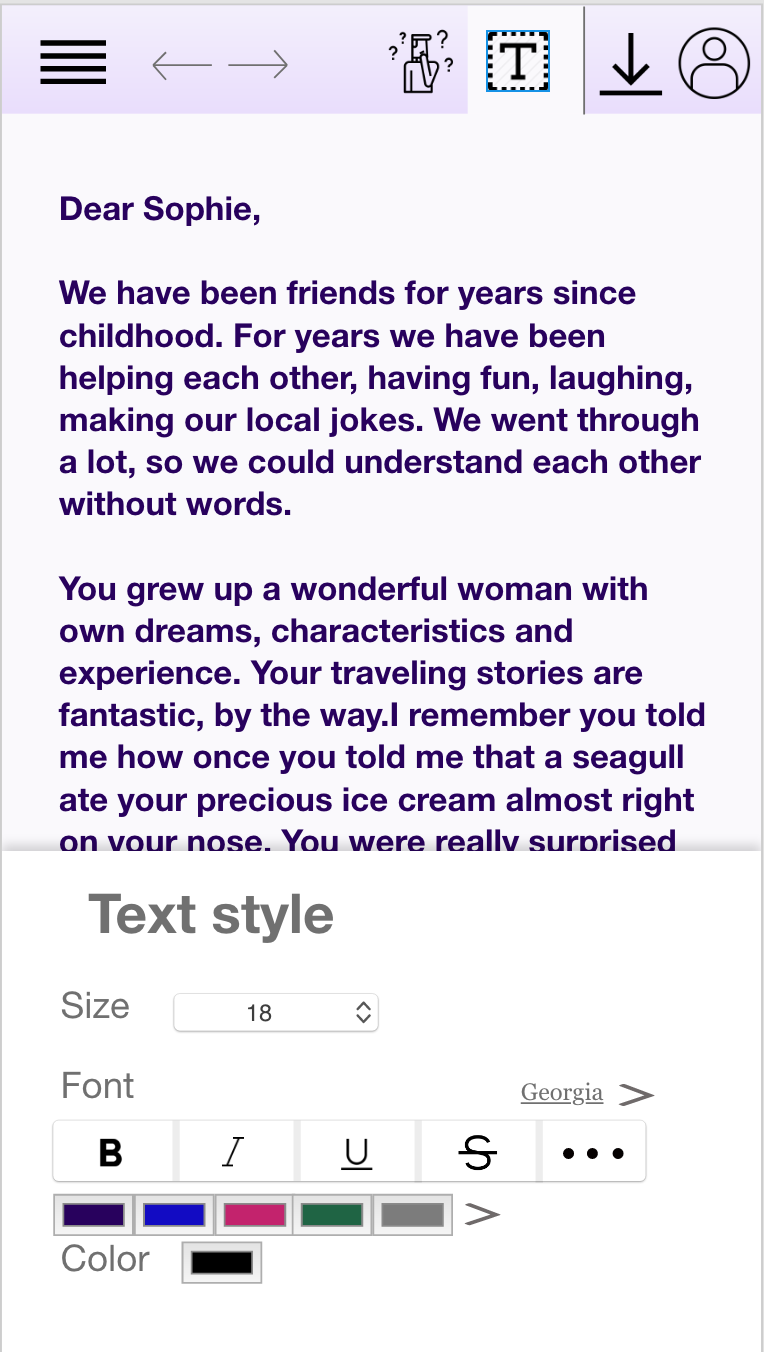 ? ? ? ?
T
Dear Sophie,
We have been friends for years since
childhood. For years we have been
helping each other, having fun, laughing,
making our local jokes. We went through
a lot, so we could understand each other
without words.
You grew up a wonderful woman with
own dreams, characteristics and
experience. Your traveling stories are
fantastic, by the way.I remember you told
me how once you told me that a seagull
ate your precious ice cream almost right
on your nose. You were really surprised
Text style
Size 18
Font Georgia >
B I U S •••
>
Color